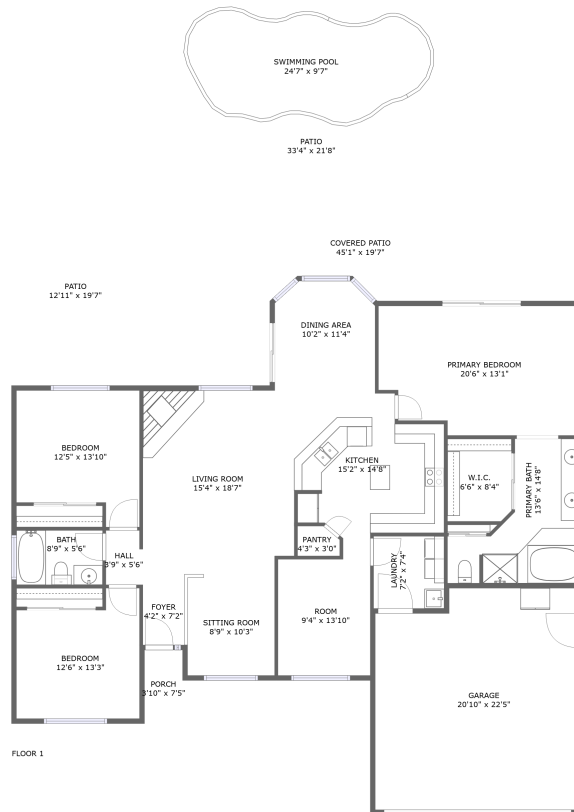 SWIMMING POOL
24'7" x 9'7"
PATIO
33'4" x 21'8"
COVERED PATIO
45'1" x 19'7"
PATIO
12'11" x 19'7"
DINING AREA
10'2" x 11'4"
PRIMARY BEDROOM
20'6" x 13'1"
BEDROOM
12'5" x 13'10"
KITCHEN
15'2" x 14'8"
LIVING ROOM
15'4" x 18'7"
W.I.C.
6'6" x 8'4"
PRIMARY BATH
13'6" x 14'8"
BATH
8'9" x 5'6"
PANTRY
4'3" x 3'0"
HALL
3'9" x 5'6"
LAUNDRY
7'2" x 7'4"
FOYER
4'2" x 7'2"
ROOM
9'4" x 13'10"
SITTING ROOM
8'9" x 10'3"
BEDROOM
12'6" x 13'3"
PORCH
3'10" x 7'5"
GARAGE
20'10" x 22'5"
FLOOR 1